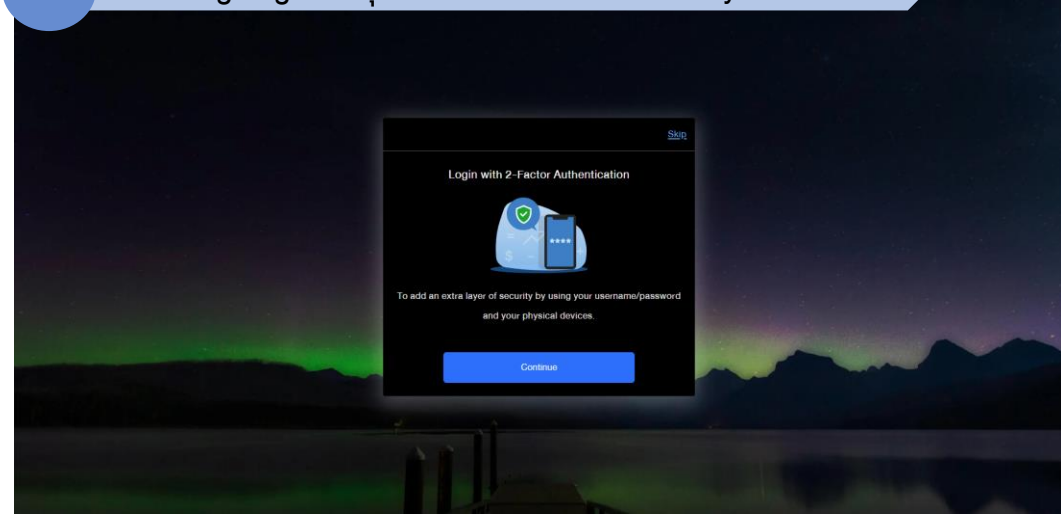 Skip
Login with 2-Factor Authentication
$
****
To add an extra layer of security by using your username/password
and your physical devices.
Continue